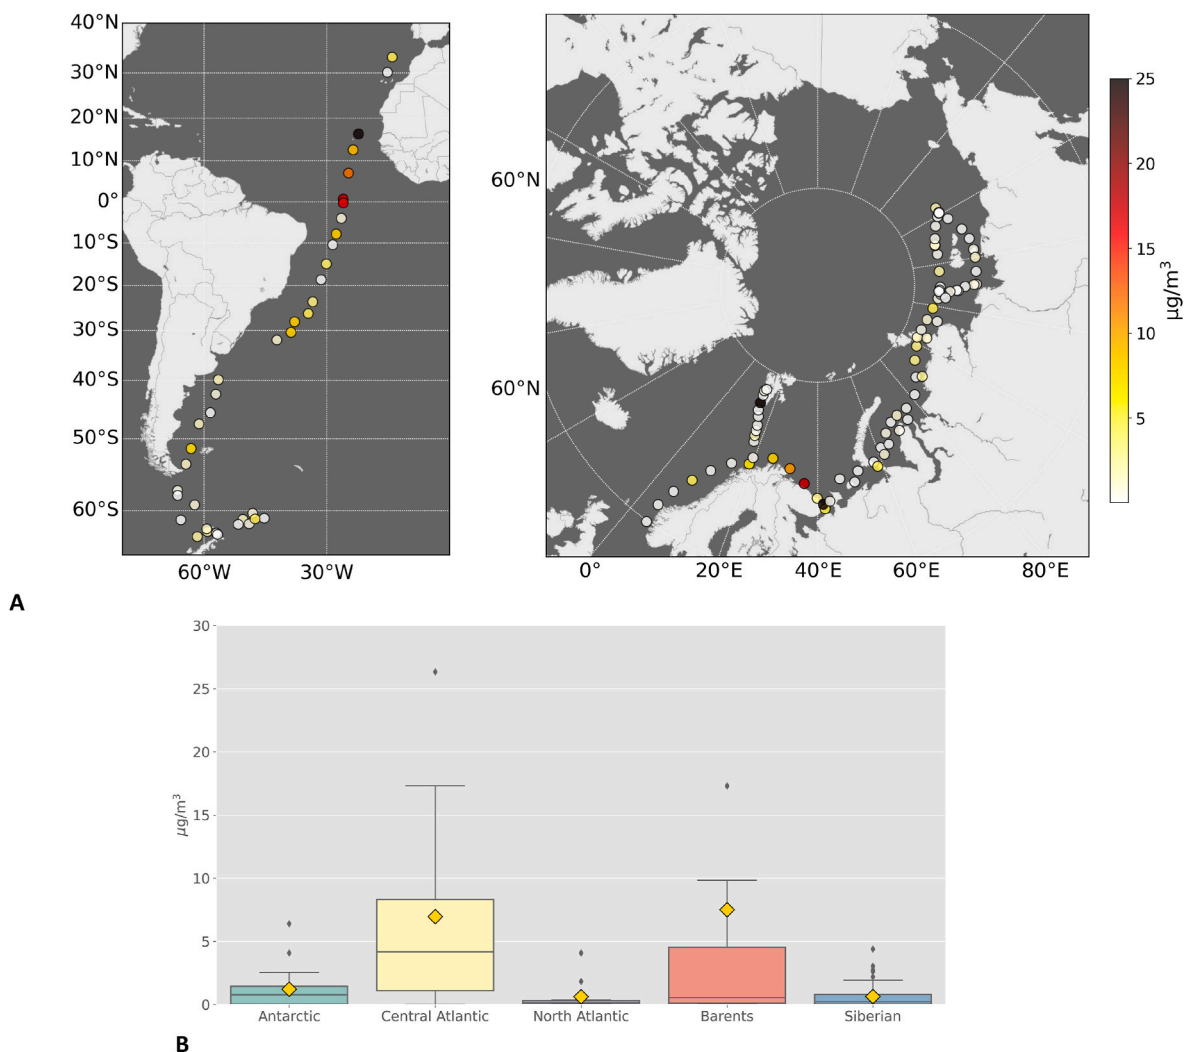 40°N
30°N
20°N
10°N
0°
10°S
20°S
30°S
40°S
50°S
60°S
60°W 30°W
60°N
60°N
0° 20°E 40°E 60°E 80°E
25
20
15
10
5
μg/m³
A
30
25
20
15
10
5
0
μg/m³
Antarctic Central Atlantic North Atlantic Barents Siberian
B